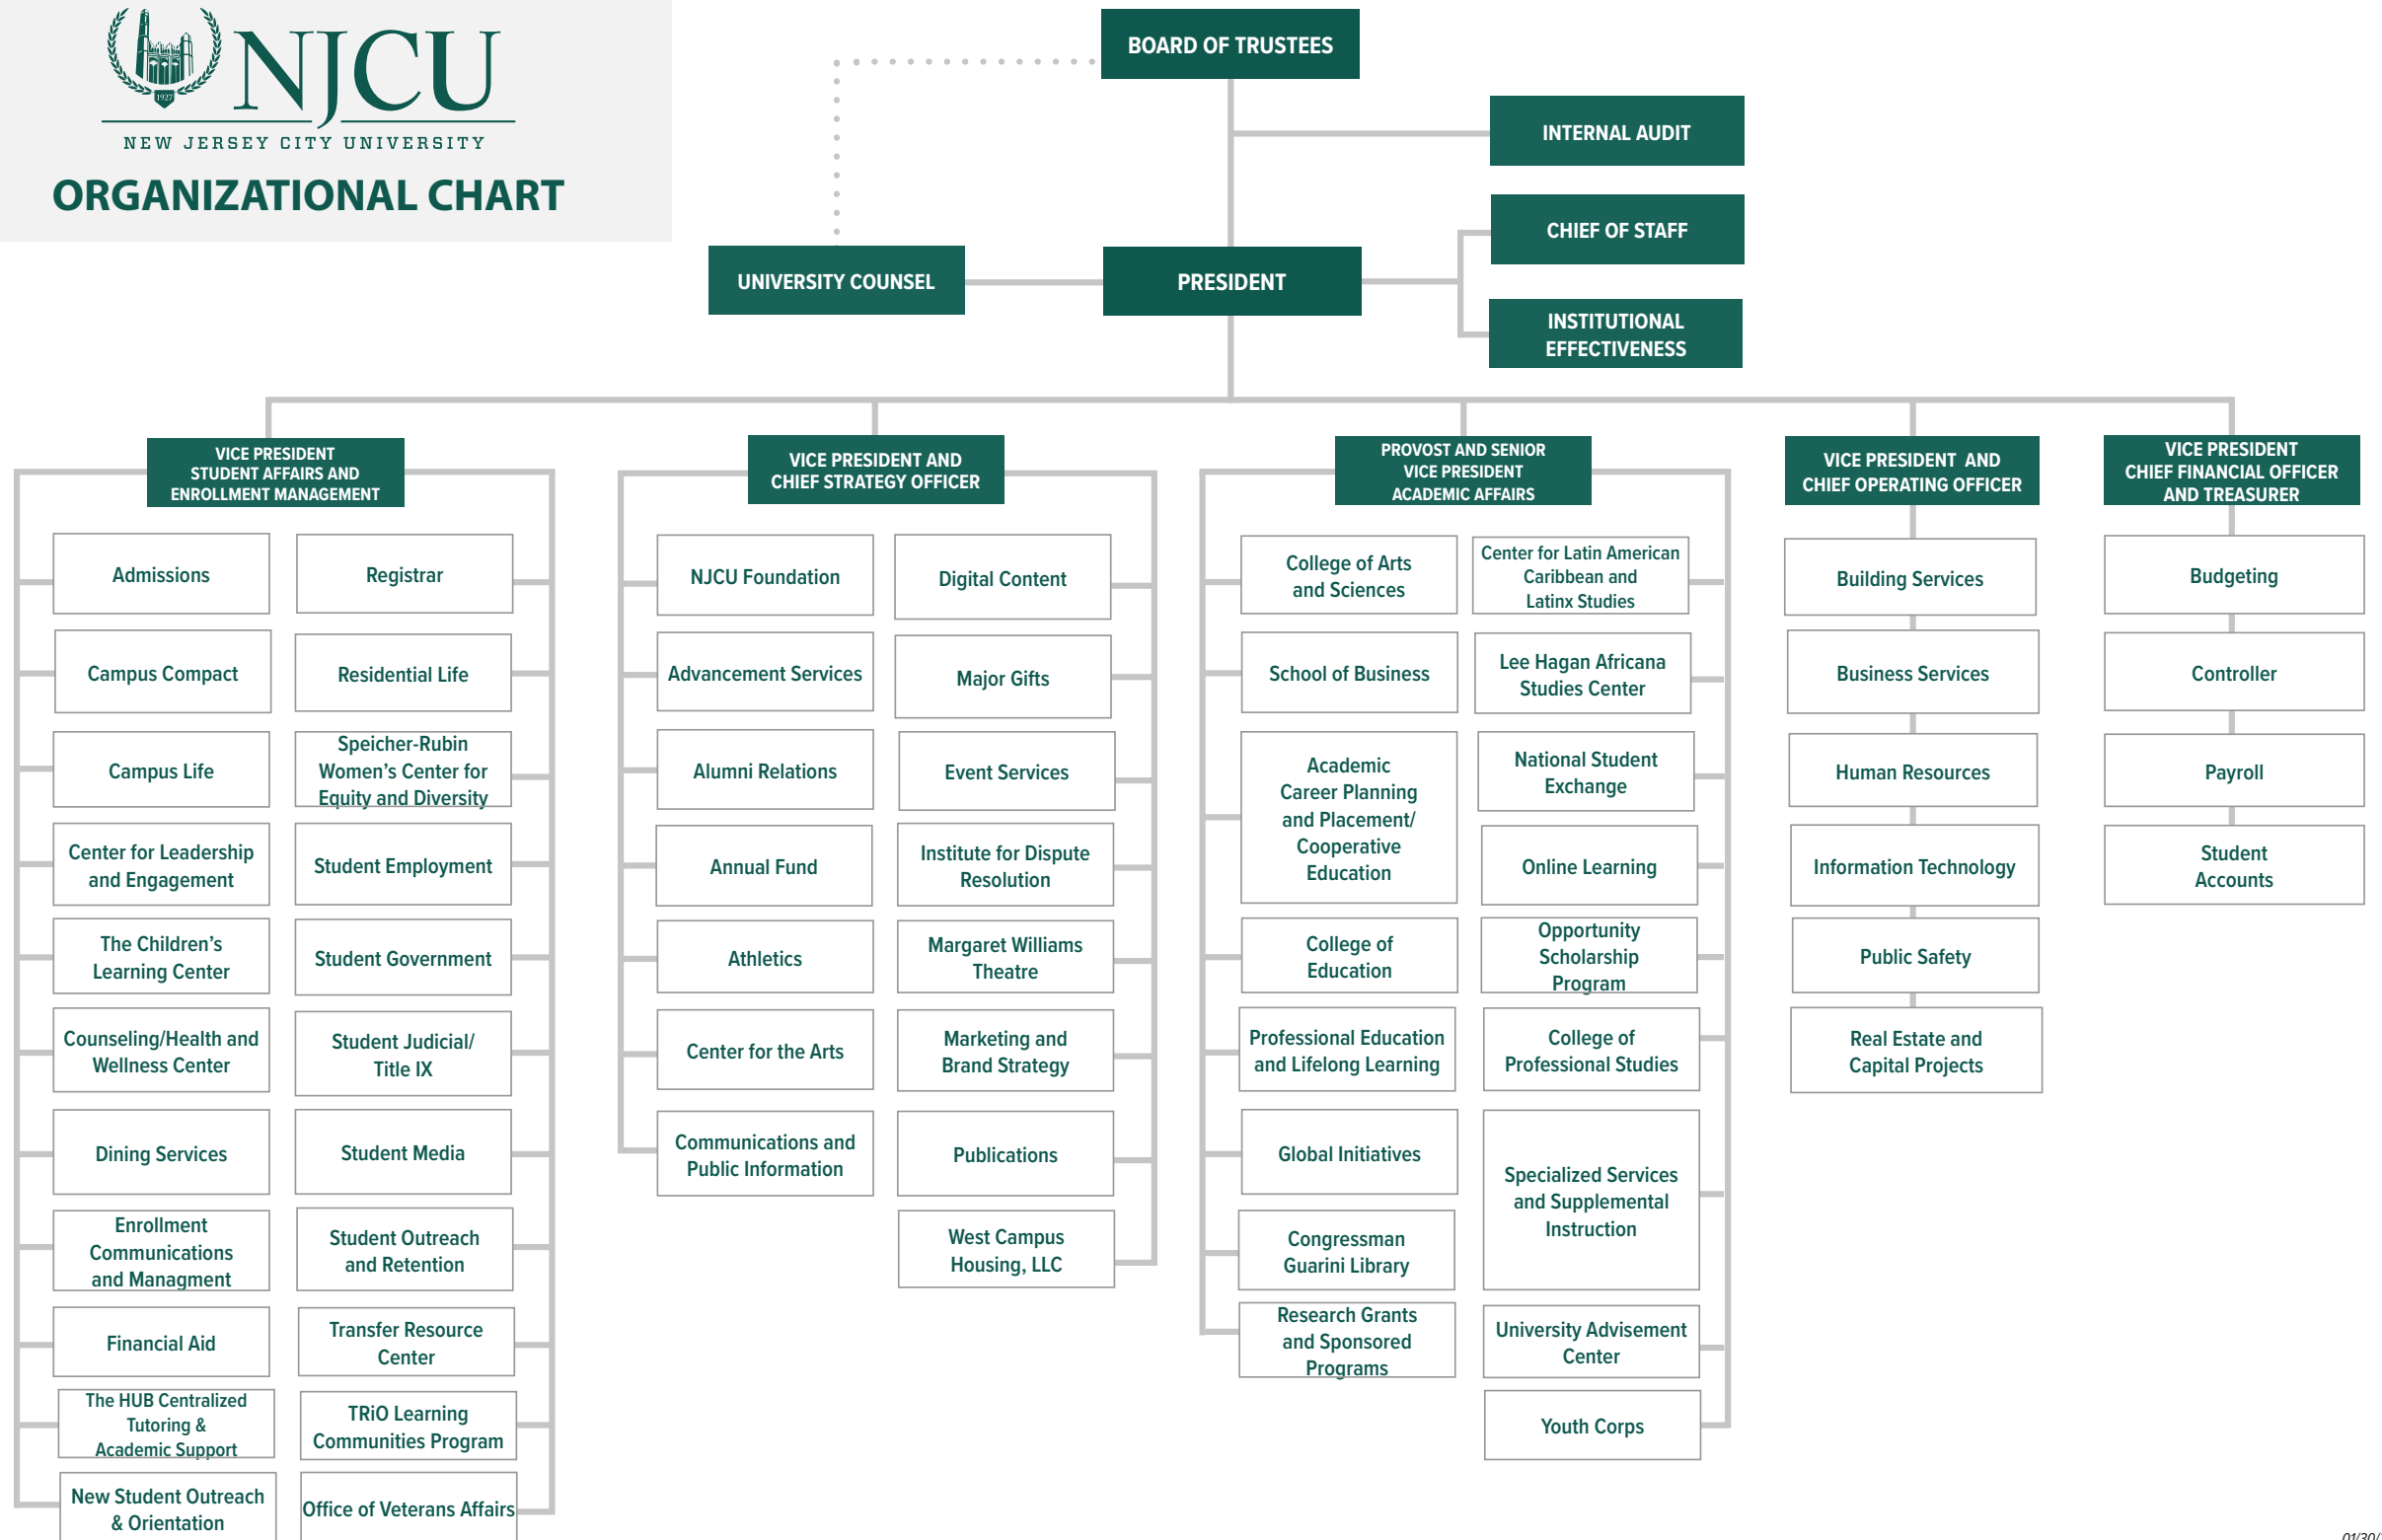 1927
NJCU
NEW JERSEY CITY UNIVERSITY
ORGANIZATIONAL CHART
BOARD OF TRUSTEES
INTERNAL AUDIT
CHIEF OF STAFF
UNIVERSITY COUNSEL
PRESIDENT
INSTITUTIONAL
EFFECTIVENESS
VICE PRESIDENT
STUDENT AFFAIRS AND
ENROLLMENT MANAGEMENT
Admissions
Campus Compact
Campus Life
Center for Leadership
and Engagement
The Children's
Learning Center
Counseling/Health and
Wellness Center
Dining Services
Enrollment
Communications
and Managment
Financial Aid
The HUB Centralized
Tutoring &
Academic Support
New Student Outreach
& Orientation
Registrar
Residential Life
Speicher-Rubin
Women's Center for
Equity and Diversity
Student Employment
Student Government
Student Judicial/
Title IX
Student Media
Student Outreach
and Retention
Transfer Resource
Center
TRiO Learning
Communities Program
Office of Veterans Affairs
VICE PRESIDENT AND
CHIEF STRATEGY OFFICER
NJCU Foundation
Advancement Services
Alumni Relations
Annual Fund
Athletics
Center for the Arts
Communications and
Public Information
Digital Content
Major Gifts
Event Services
Institute for Dispute
Resolution
Margaret Williams
Theatre
Marketing and
Brand Strategy
Publications
West Campus
Housing, LLC
PROVOST AND SENIOR
VICE PRESIDENT
ACADEMIC AFFAIRS
College of Arts
and Sciences
School of Business
Academic
Career Planning
and Placement/
Cooperative
Education
College of
Education
Professional Education
and Lifelong Learning
Global Initiatives
Congressman
Guarini Library
Research Grants
and Sponsored
Programs
Center for Latin American
Caribbean and
Latinx Studies
Lee Hagan Africana
Studies Center
National Student
Exchange
Online Learning
Opportunity
Scholarship
Program
College of
Professional Studies
Specialized Services
and Supplemental
Instruction
University Advisement
Center
Youth Corps
VICE PRESIDENT AND
CHIEF OPERATING OFFICER
Building Services
Business Services
Human Resources
Information Technology
Public Safety
Real Estate and
Capital Projects
VICE PRESIDENT
CHIEF FINANCIAL OFFICER
AND TREASURER
Budgeting
Controller
Payroll
Student
Accounts